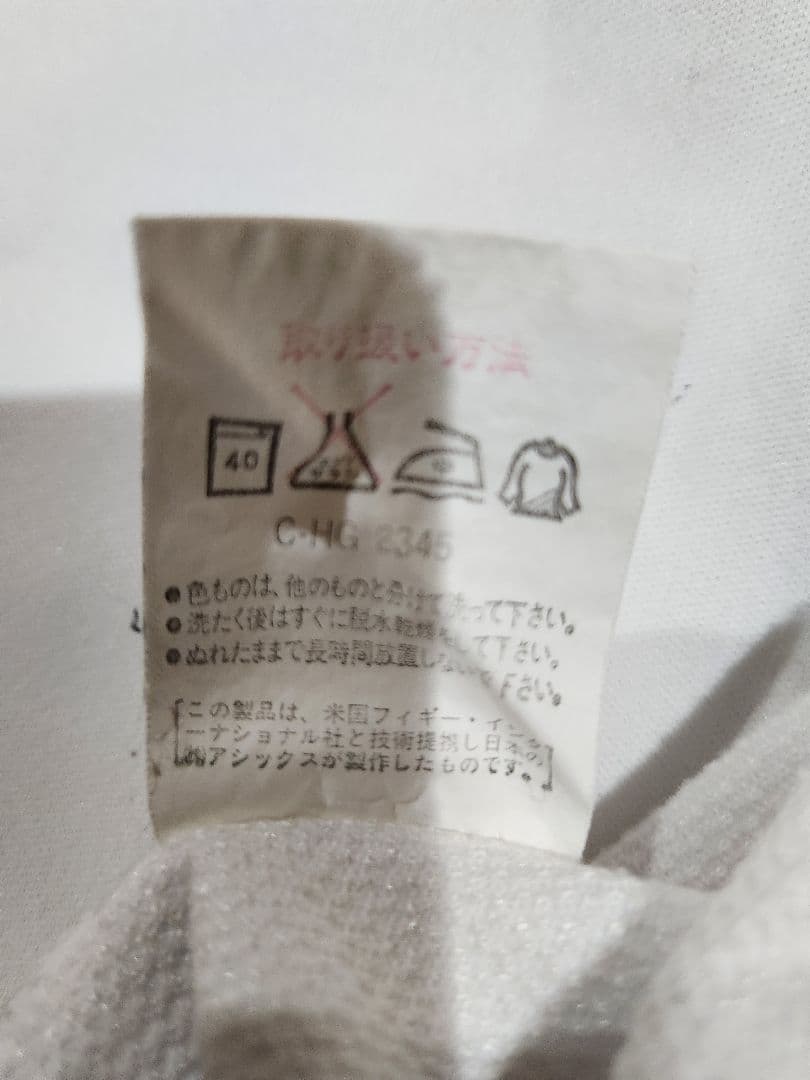 取り扱い方法
40
C-HG 2345
●色ものは、他のものと分けて洗って下さい。
●洗たく後はすぐに脱水乾燥をして下さい。
●ぬれたままで長時間放置しないで下さい。
この製品は、米国フィギー・インタ
ーナショナル社と技術提携し日本の
㈱アシックスが製作したものです。